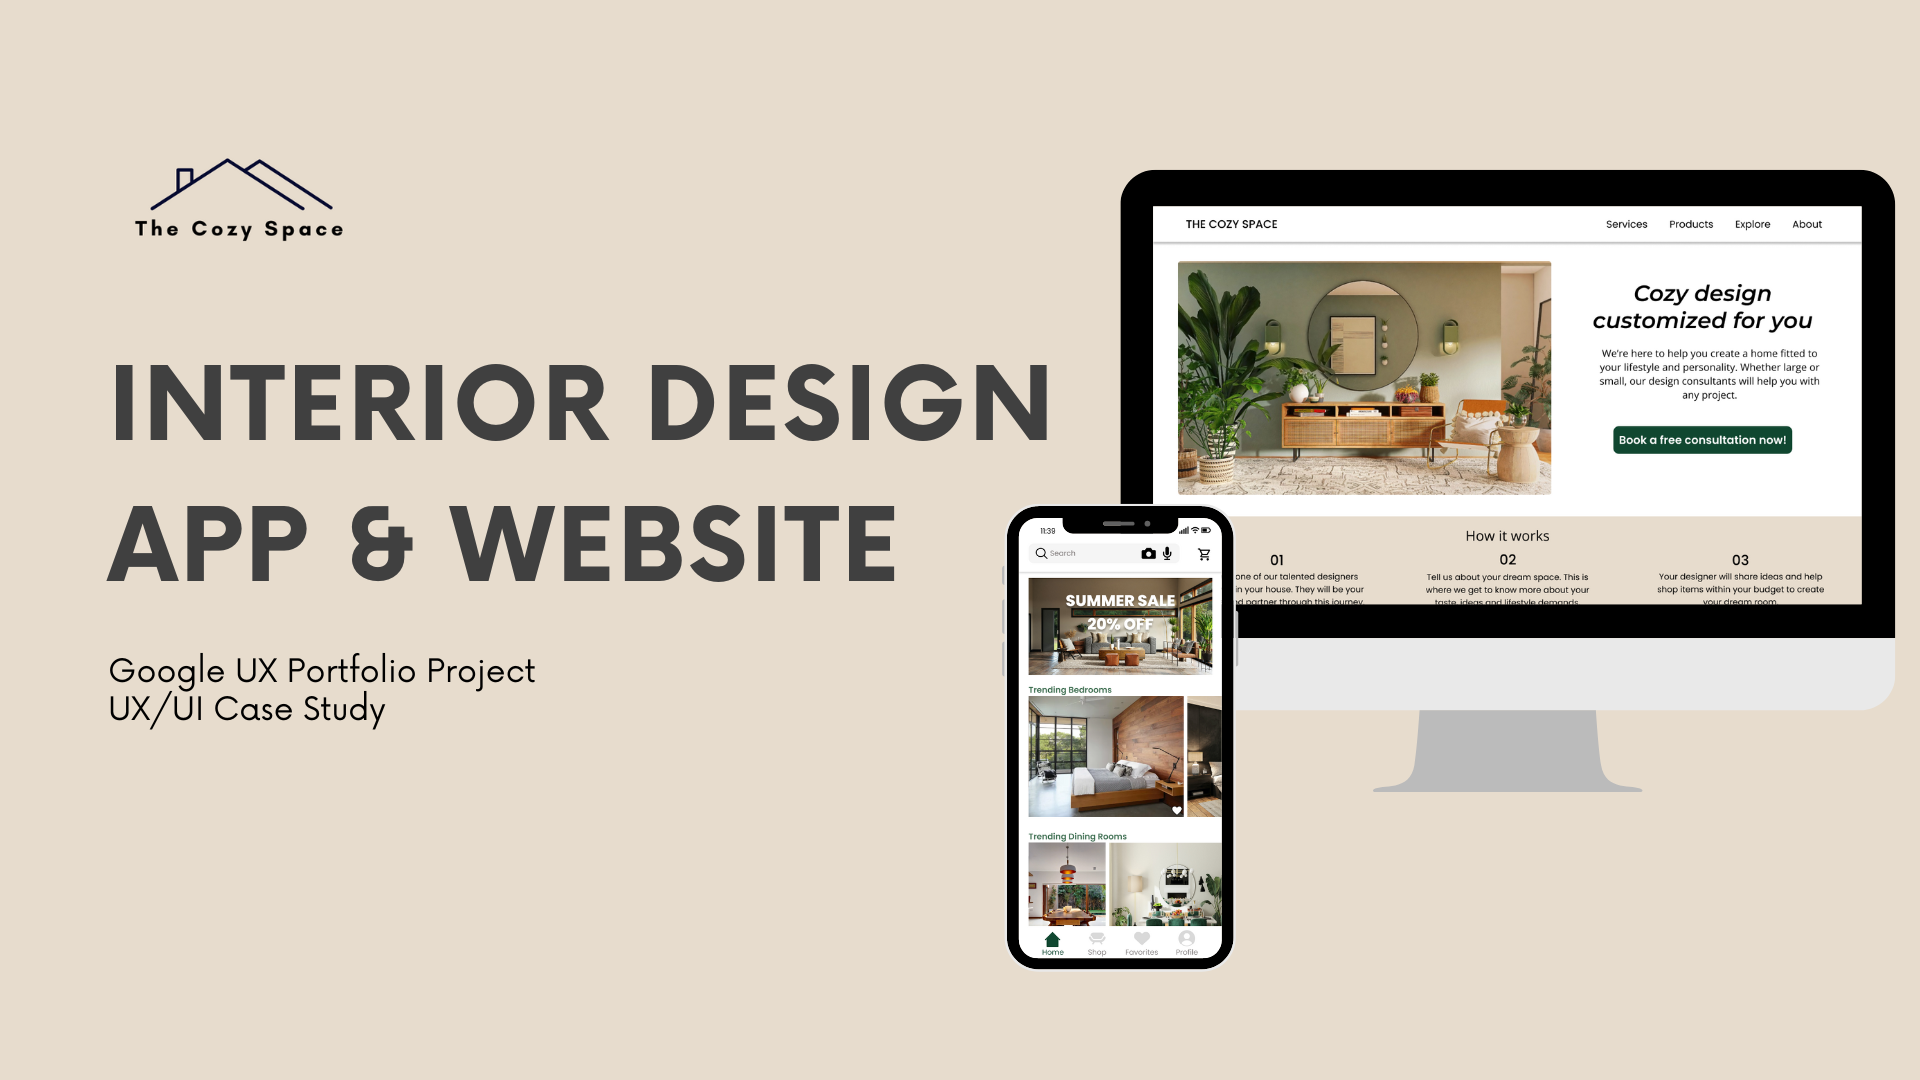 The Cozy Space
INTERIOR DESIGN
APP & WEBSITE
Google UX Portfolio Project
UX/UI Case Study
THE COZY SPACE
Services Products Explore About
Cozy design
customized for you
We're here to help you create a home fitted to
your lifestyle and personality. Whether large or
small, our design consultants will help you with
any project.
Book a free consultation now!
How it works
01
one of our talented designers
in your house. They will be your
partner through this journey.
02
Tell us about your dream space. This is
where we get to know more about your
taste, ideas and lifestyle demands.
03
Your designer will share ideas and help
shop items within your budget to create
your dream room.
11:39
Search
SUMMER SALE
20% OFF
Trending Bedrooms
Trending Dining Rooms
Home Shop Favorites Profile